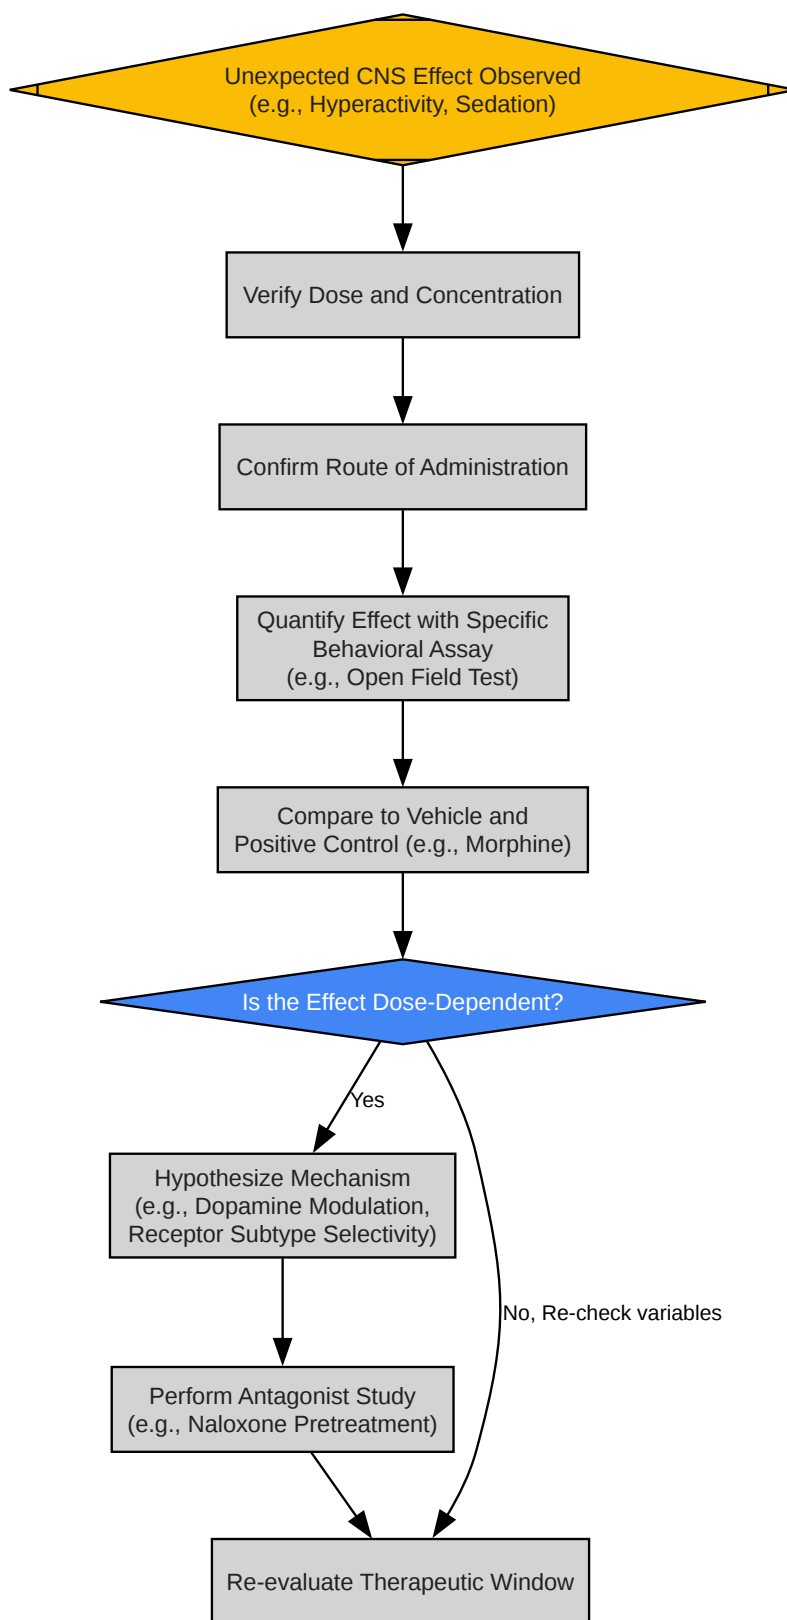 Unexpected CNS Effect Observed
(e.g., Hyperactivity, Sedation)
Verify Dose and Concentration
Confirm Route of Administration
Quantify Effect with Specific
Behavioral Assay
(e.g., Open Field Test)
Compare to Vehicle and
Positive Control (e.g., Morphine)
Is the Effect Dose-Dependent?
Yes
Hypothesize Mechanism
(e.g., Dopamine Modulation,
Receptor Subtype Selectivity)
No, Re-check variables
Perform Antagonist Study
(e.g., Naloxone Pretreatment)
Re-evaluate Therapeutic Window